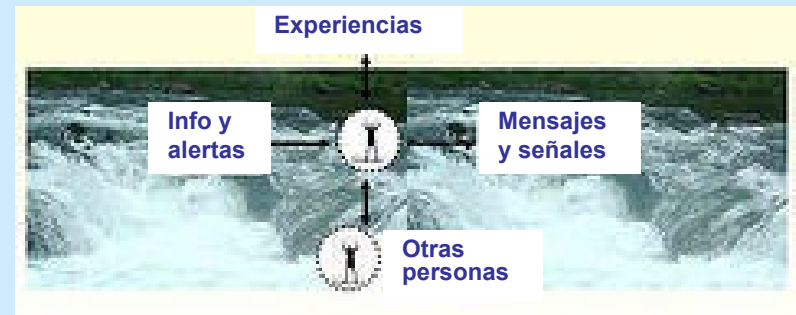 Experiencias
Info y
alertas
Mensajes
y señales
Otras
personas